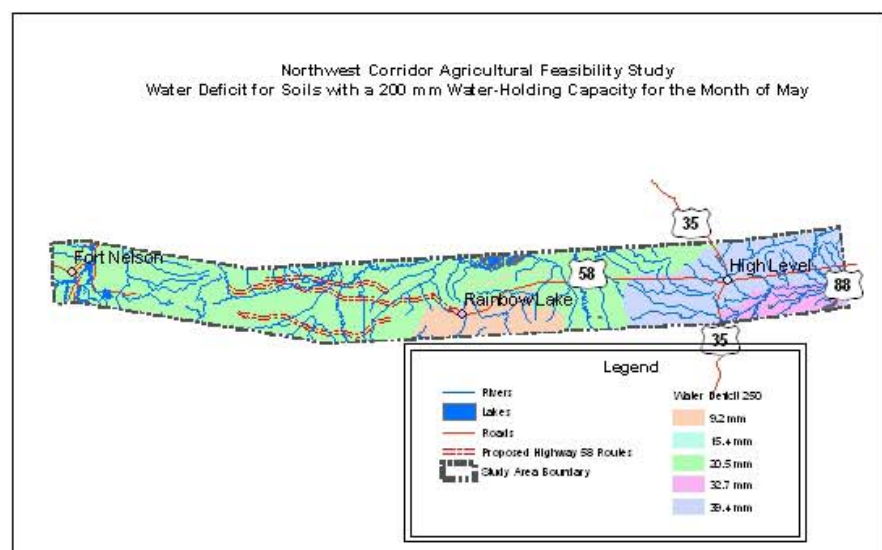 Northwest Corridor Agricultural Feasibility Study
Water Deficit for Soils with a 200 mm Water-Holding Capacity for the Month of May
35
Fort Nelson
58
High Level
88
Rainbow Lake
35
Legend
Rivers
Lakes
Roads
Proposed Highway 58 Routes
Study Area Boundary
Water Deficit 250
9.2 mm
15.4 mm
20.5 mm
32.7 mm
39.4 mm